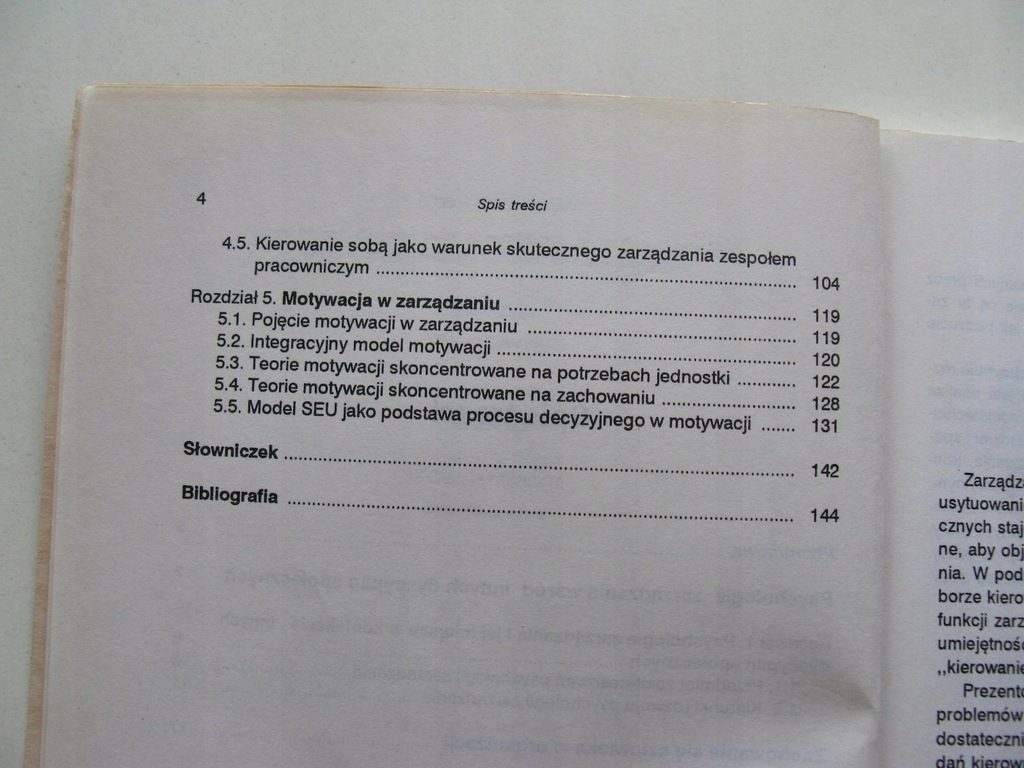 4
Spis treści
4.5. Kierowanie sobą jako warunek skutecznego zarządzania zespołem
pracowniczym ........ 104
Rozdział 5. Motywacja w zarządzaniu ........ 119
5.1. Pojęcie motywacji w zarządzaniu ........ 119
5.2. Integracyjny model motywacji ........ 120
5.3. Teorie motywacji skoncentrowane na potrzebach jednostki ........ 122
5.4. Teorie motywacji skoncentrowane na zachowaniu ........ 128
5.5. Model SEU jako podstawa procesu decyzyjnego w motywacji ....... 131
Słowniczek ........ 142
Bibliografia ........ 144
Zarządza
usytuowani
cznych staj
ne, aby obj
nia. W pod
borze kiero
funkcji zarz
umiejętnoś
,,kierowanie
Prezento
problemów
dostateczni
dań kierow